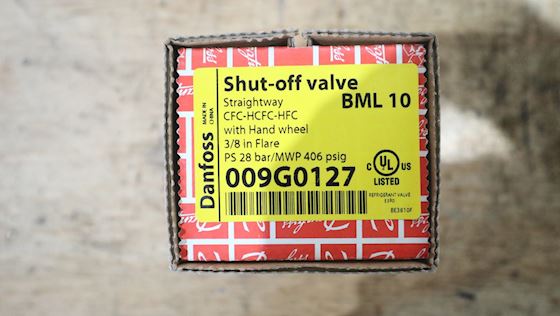 Shut-off valve
Straightway
BML 10
CFC-HCFC-HFC
with Hand wheel
3/8 in Flare
PS 28 bar/MWP 406 psig
009G0127
Danfoss
MADE IN
CHINA
C UL US
LISTED
REFRIGERANT VALVE